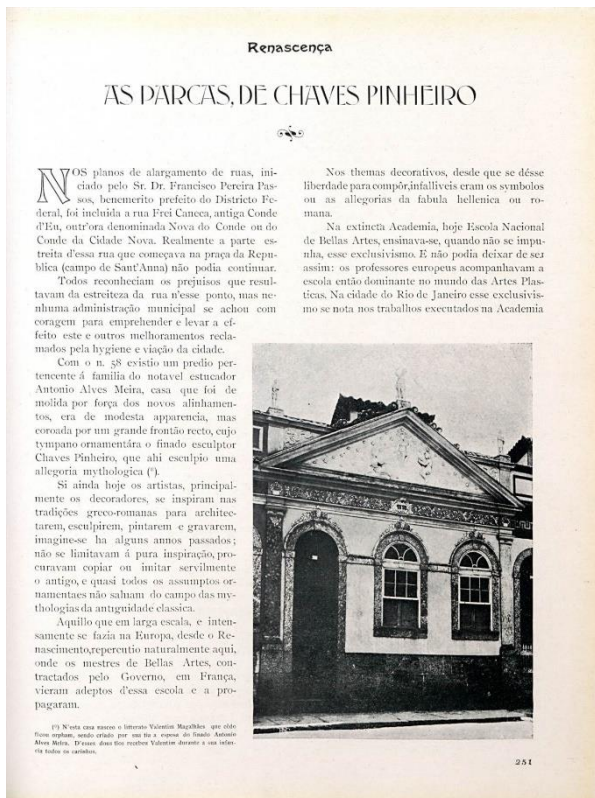 Renascença
AS PARCAS, DE CHAVES PINHEIRO
NOS planos de alargamento de ruas, ini-
ciado pelo Sr. Dr. Francisco Pereira Pas-
sos, benemerito prefeito do Districto Fe-
deral, foi incluida a rua Frei Caneca, antiga Conde
d'Eu, outr'ora denominada Nova do Conde ou do
Conde da Cidade Nova. Realmente a parte es-
treita d'essa rua que começava na praça da Repu-
blica (campo de Sant'Anna) não podia continuar.
Todos reconheciam os prejuisos que resul-
tavam da estreiteza da rua n'esse ponto, mas ne-
nhuma administração municipal se achou com
coragem para emprehender e levar a ef-
feito este e outros melhoramentos recla-
mados pela hygiene e viação da cidade.
Com o n. 58 existio um predio per-
tencente á familia do notavel estucador
Antonio Alves Meira, casa que foi de
molida por força dos novos alinhamen-
tos, era de modesta apparencia, mas
coroada por um grande frontão recto, cujo
tympano ornamentára o finado esculptor
Chaves Pinheiro, que ahi esculpio uma
allegoria mythologica (¹).
Si ainda hoje os artistas, principal-
mente os decoradores, se inspiram nas
tradições greco-romanas para architec-
tarem, esculpirem, pintarem e gravarem,
imagine-se ha alguns annos passados;
não se limitavam á pura inspiração, pro-
curavam copiar ou imitar servilmente
o antigo, e quasi todos os assumptos or-
namentaes não sahiam do campo das my-
thologias da antiguidade classica.
Aquillo que em larga escala, e inten-
samente se fazia na Europa, desde o Re-
nascimento, repercutio naturalmente aqui,
onde os mestres de Bellas Artes, con-
tractados pelo Governo, em França,
vieram adeptos d'essa escola e a pro-
pagaram.
(¹) N'esta casa nasceu o litterato Valentim Magalhães que cêdo
ficou orpham, sendo criado por sua tia a esposa do finado Antonio
Alves Meira. D'esses dous tios recebeu Valentim durante a sua infan-
cia todos os carinhos.
Nos themas decorativos, desde que se désse
liberdade para compôr, infalliveis eram os symbolos
ou as allegorias da fabula hellenica ou ro-
mana.
Na extincta Academia, hoje Escola Nacional
de Bellas Artes, ensinava-se, quando não se impu-
nha, esse exclusivismo. E não podia deixar de ser
assim: os professores europeus acompanhavam a
escola então dominante no mundo das Artes Plas-
ticas. Na cidade do Rio de Janeiro esse exclusivis-
mo se nota nos trabalhos executados na Academia
251